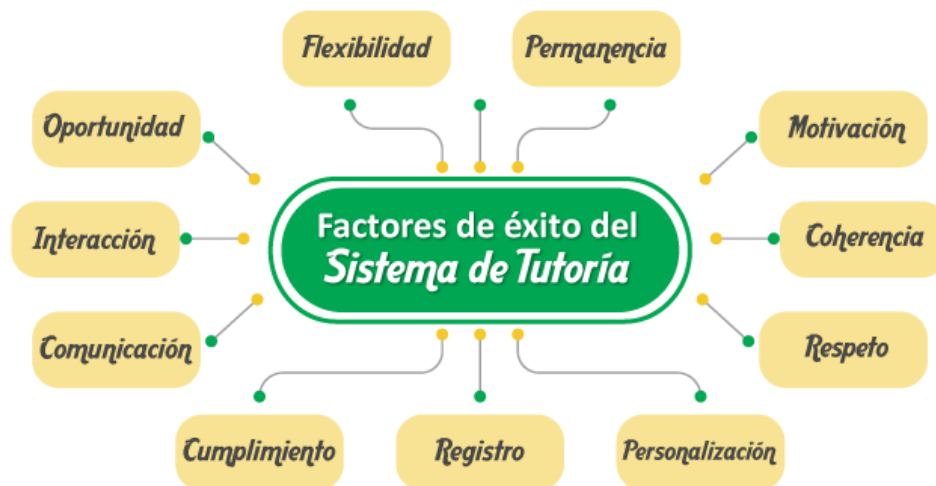 Flexibilidad
Permanencia
Oportunidad
Motivación
Interacción
Factores de éxito del
Sistema de Tutoría
Coherencia
Comunicación
Respeto
Cumplimiento
Registro
Personalización